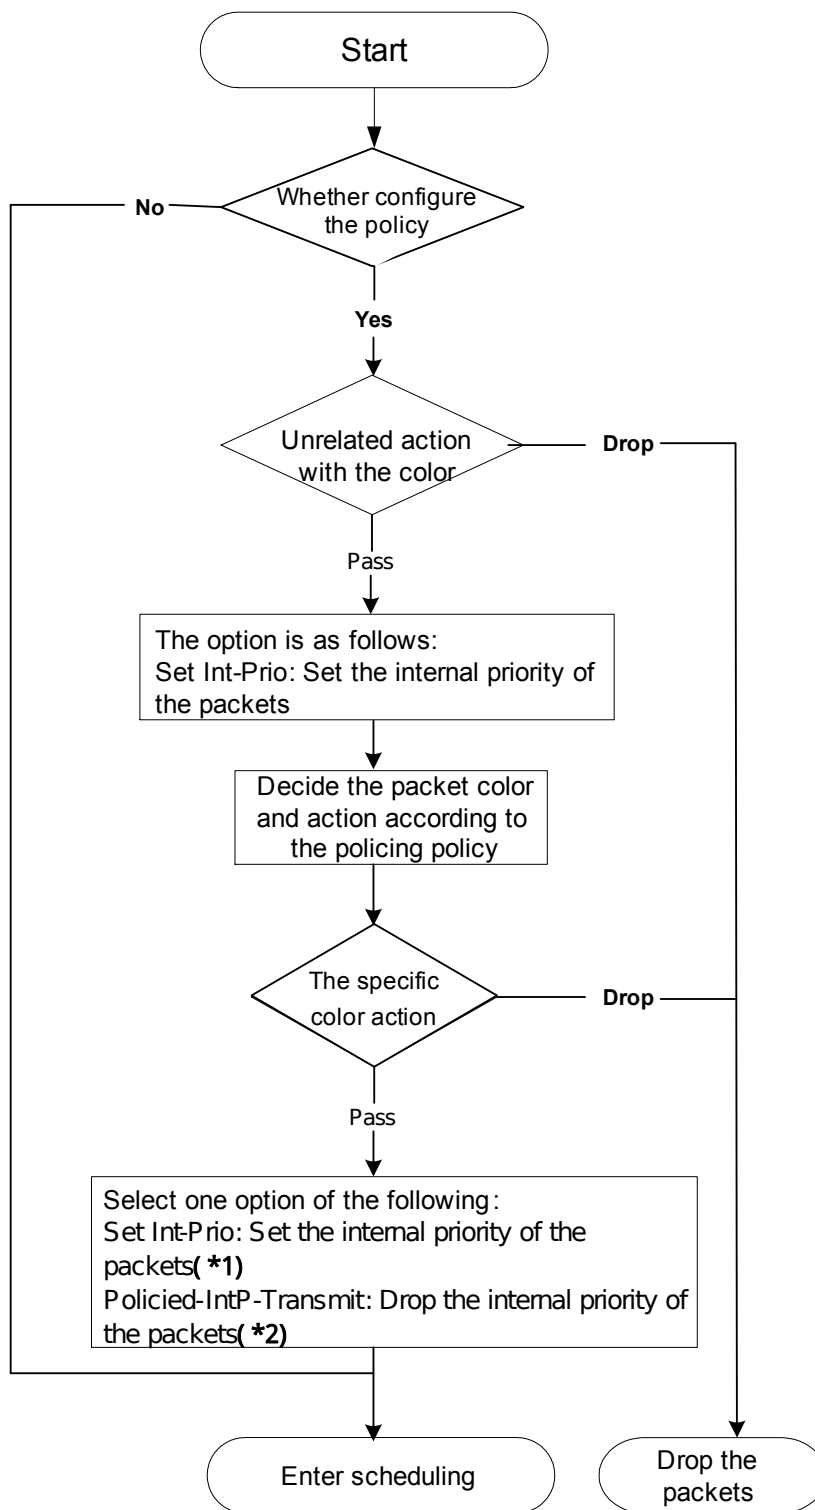 Start
Whether configure
the policy
No
Yes
Unrelated action
with the color
Drop
Pass
The option is as follows:
Set Int-Prio: Set the internal priority of
the packets
Decide the packet color
and action according to
the policing policy
The specific
color action
Drop
Pass
Select one option of the following:
Set Int-Prio: Set the internal priority of the
packets( *1)
Policied-IntP-Transmit: Drop the internal priority of
the packets( *2)
Enter scheduling
Drop the
packets